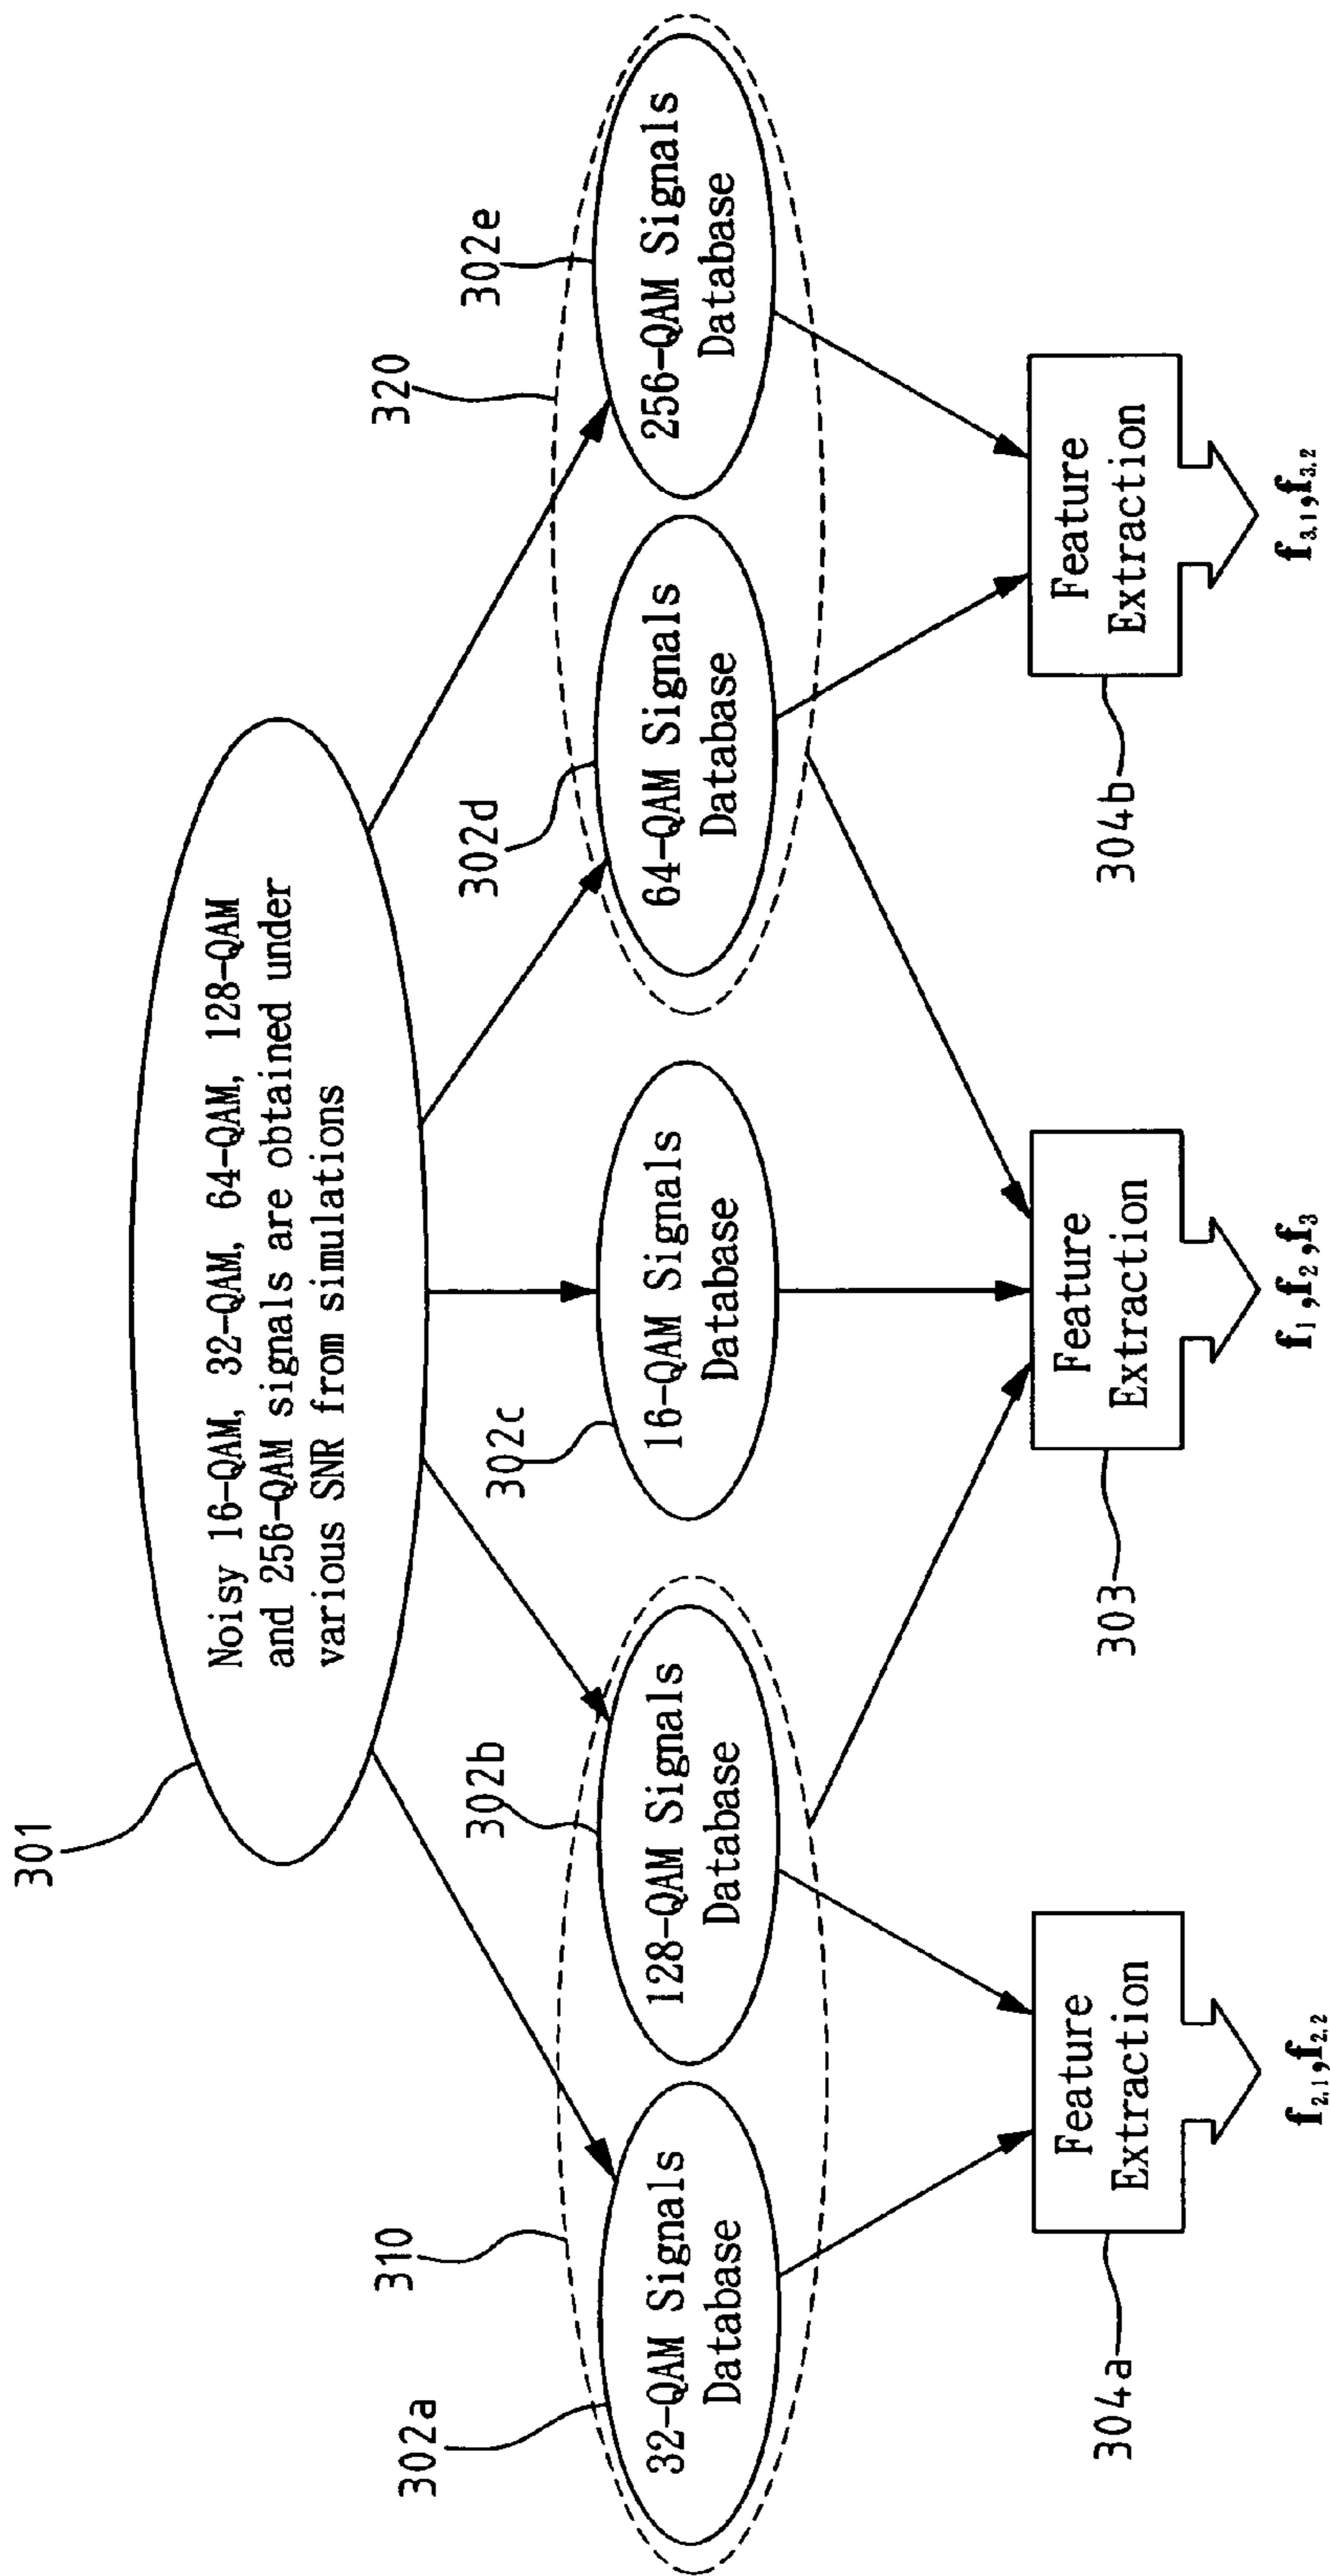 301
Noisy 16-QAM, 32-QAM, 64-QAM, 128-QAM
and 256-QAM signals are obtained under
various SNR from simulations
310
320
302a
302b
302c
302d
302e
32-QAM Signals
Database
128-QAM Signals
Database
16-QAM Signals
Database
64-QAM Signals
Database
256-QAM Signals
Database
304a
Feature
Extraction
303
Feature
Extraction
304b
Feature
Extraction
f2,1,f2,2
f1,f2,f3
f3,1,f3,2